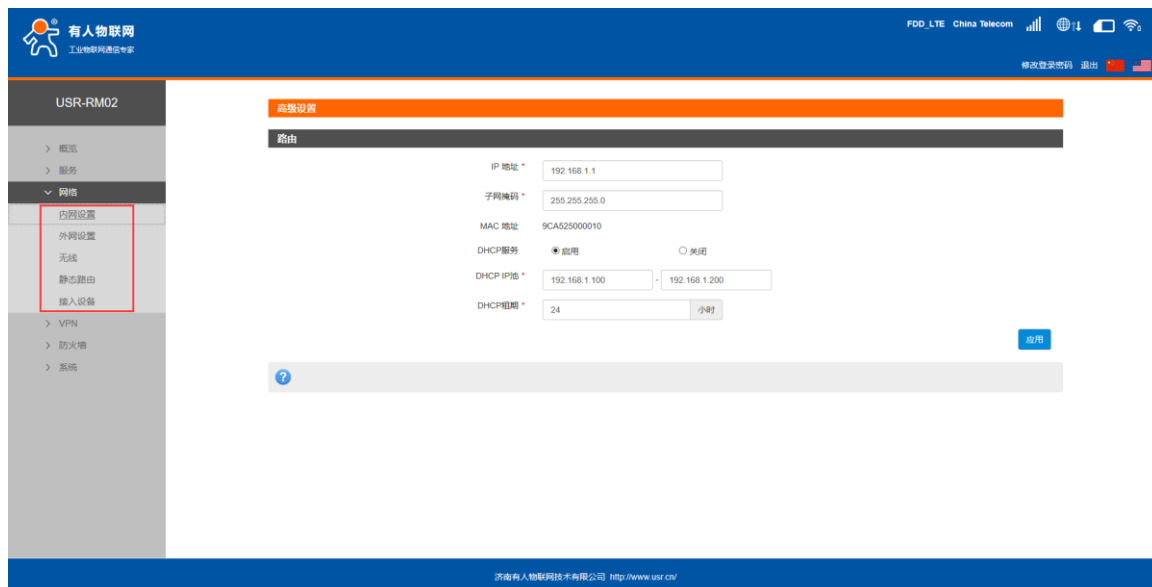 有人物联网
工业物联网通信专家
FDD_LTE China Telecom
修改登录密码 退出
USR-RM02
概览
服务
网络
内网设置
外网设置
无线
静态路由
接入设备
VPN
防火墙
系统
高级设置
路由
IP 地址 * 192.168.1.1
子网掩码 * 255.255.255.0
MAC 地址 9CA525000010
DHCP服务 启用 关闭
DHCP IP池 * 192.168.1.100 - 192.168.1.200
DHCP租期 * 24 小时
应用
济南有人物联网技术有限公司 http://www.usr.cn/